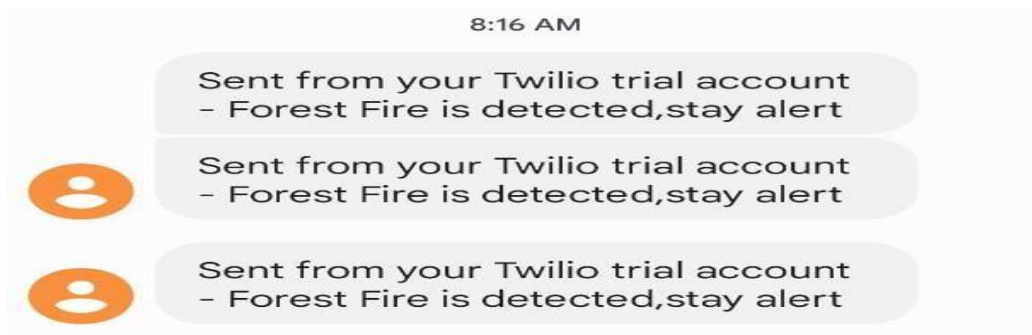 8:16 AM
Sent from your Twilio trial account
- Forest Fire is detected,stay alert
Sent from your Twilio trial account
- Forest Fire is detected,stay alert
Sent from your Twilio trial account
- Forest Fire is detected,stay alert